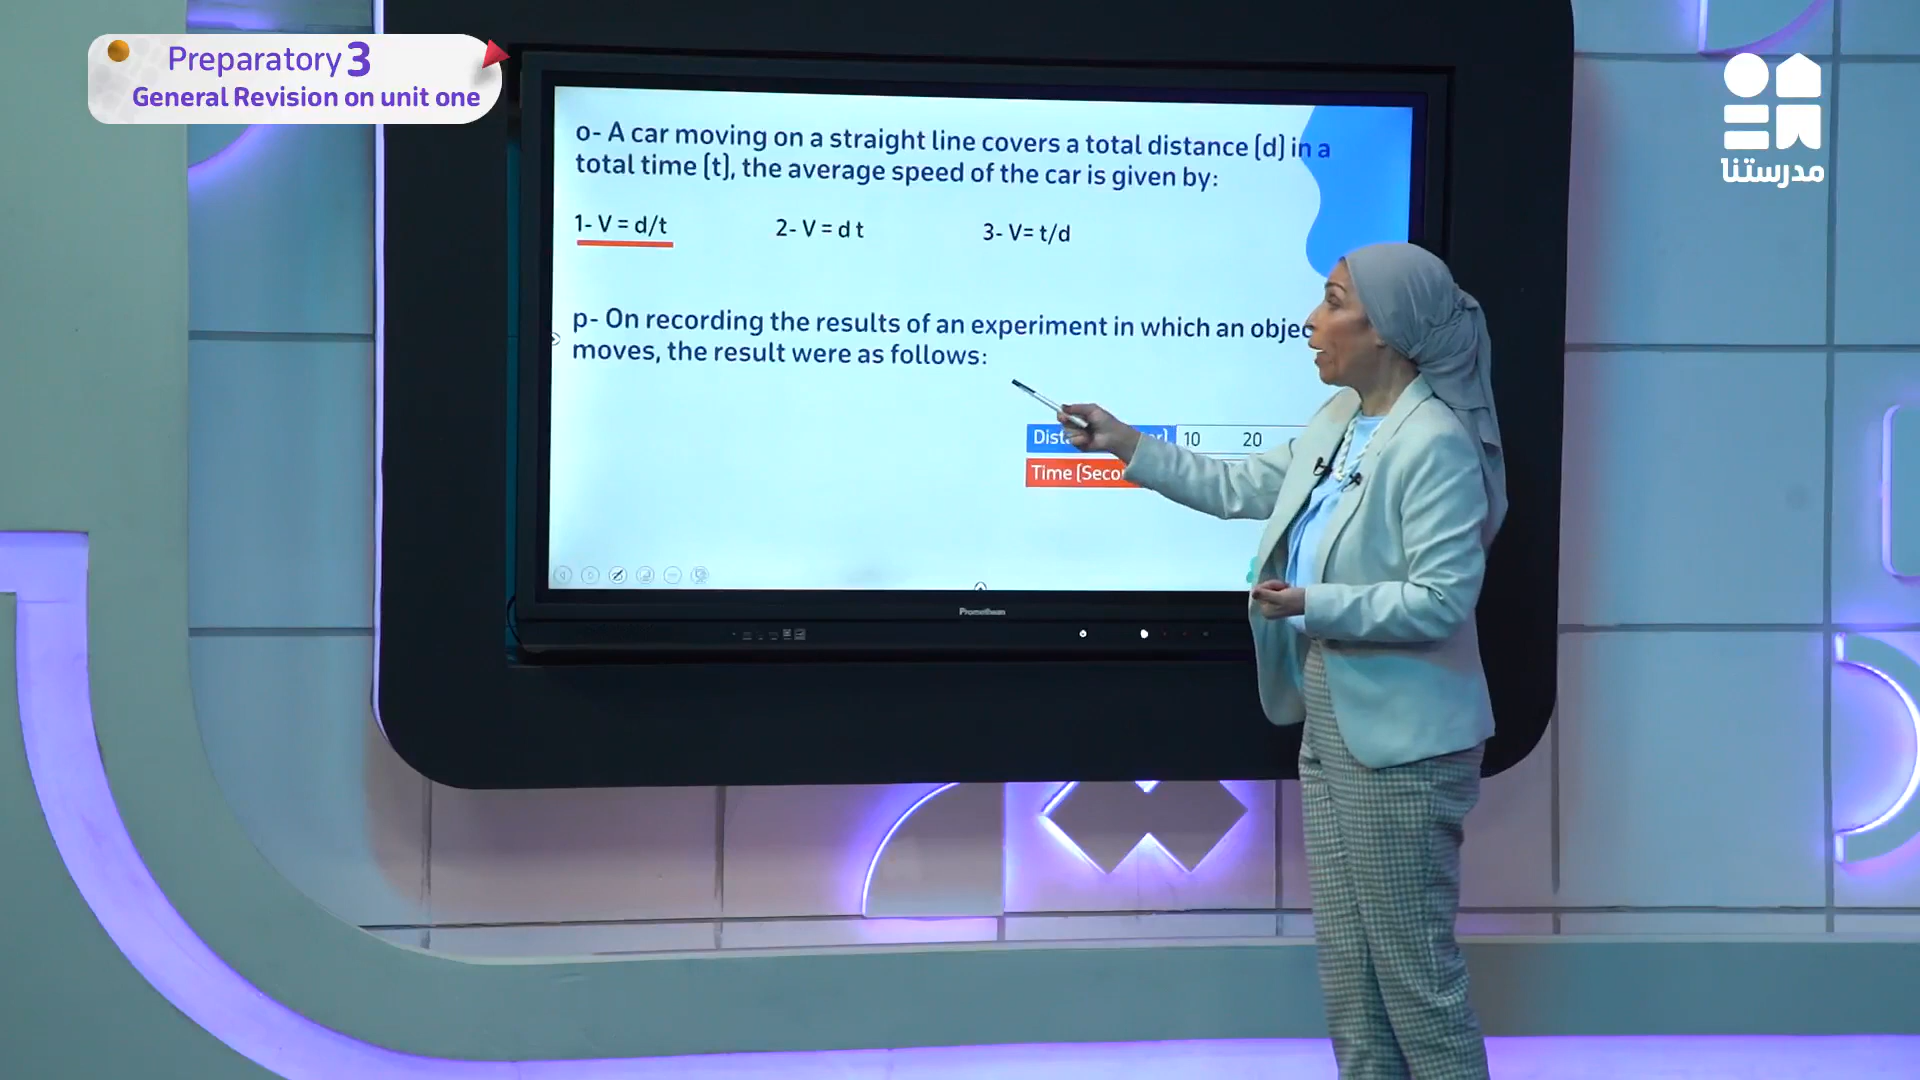 Preparatory 3
General Revision on unit one
مدرستنا
o- A car moving on a straight line covers a total distance (d) in a
total time (t), the average speed of the car is given by:
1- V = d/t
2- V = d t
3- V= t/d
p- On recording the results of an experiment in which an objec
moves, the result were as follows:
10 20
Time (Seco
Promethean